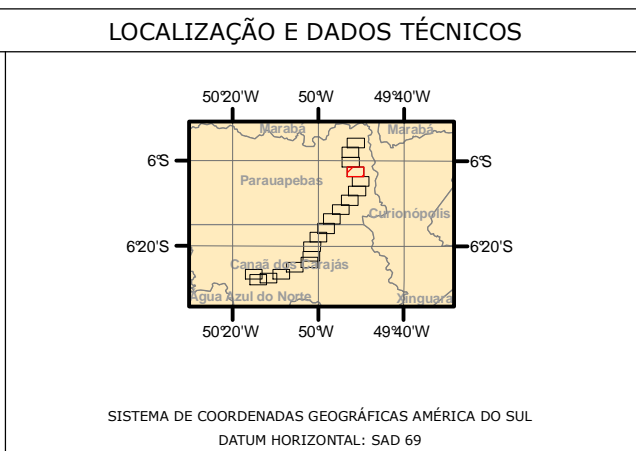 LOCALIZAÇÃO E DADOS TÉCNICOS
50°20'W 50°W 49°40'W
Marabá Marabá
6°S 6°S
Parauapebas
Curionópolis
6°20'S 6°20'S
Canaã dos Carajás
Água Azul do Norte Xinguara
50°20'W 50°W 49°40'W
SISTEMA DE COORDENADAS GEOGRÁFICAS AMÉRICA DO SUL
DATUM HORIZONTAL: SAD 69